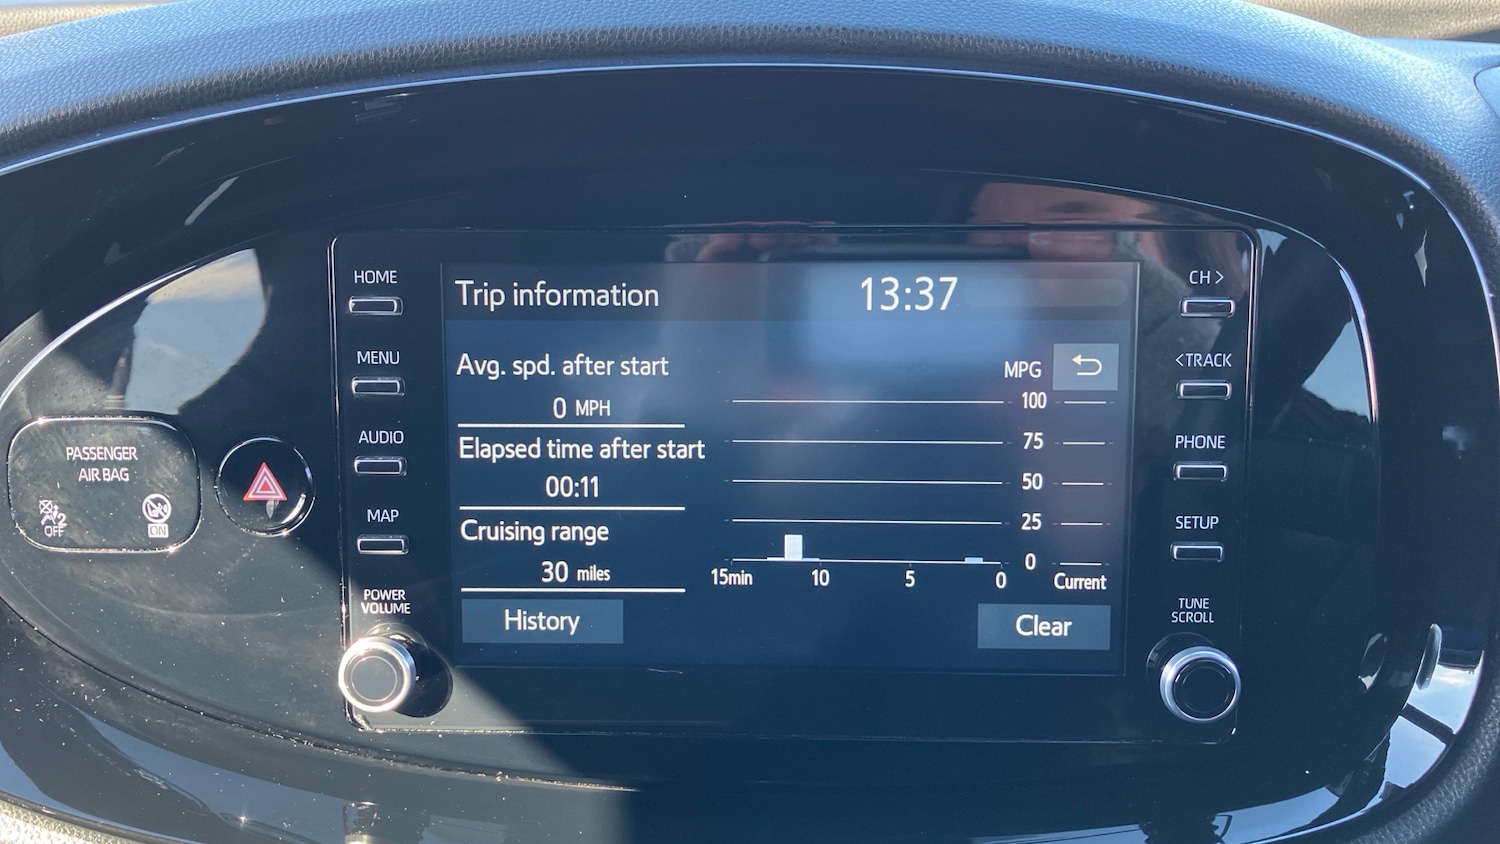 HOME
MENU
AUDIO
MAP
POWER
VOLUME
PASSENGER
AIR BAG
OFF
2
ON
Trip information
13:37
Avg. spd. after start
0 MPH
Elapsed time after start
00:11
Cruising range
30 miles
History
MPG
100
75
50
25
0
15min 10 5 0 Current
Clear
CH >
<TRACK
PHONE
SETUP
TUNE
SCROLL